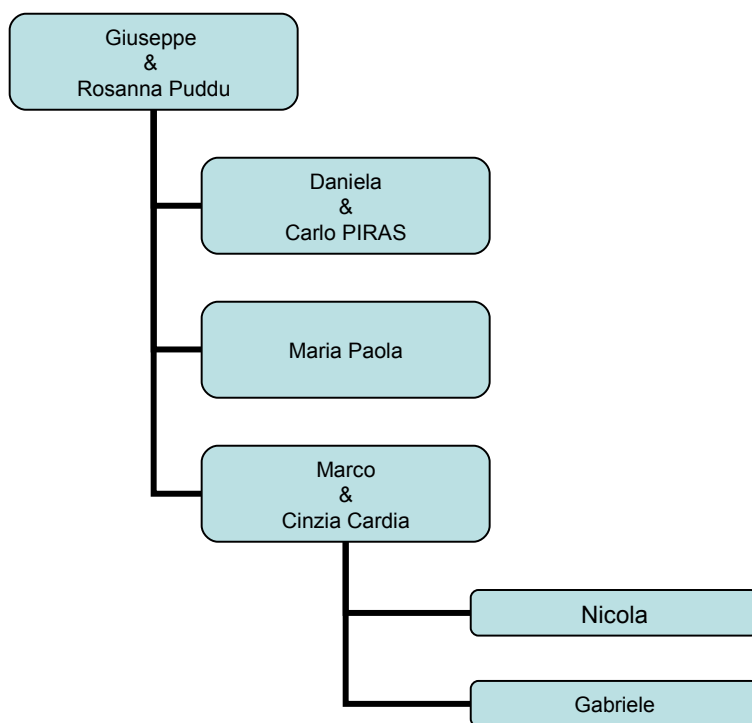 Giuseppe
&
Rosanna Puddu
Daniela
&
Carlo PIRAS
Maria Paola
Marco
&
Cinzia Cardia
Nicola
Gabriele